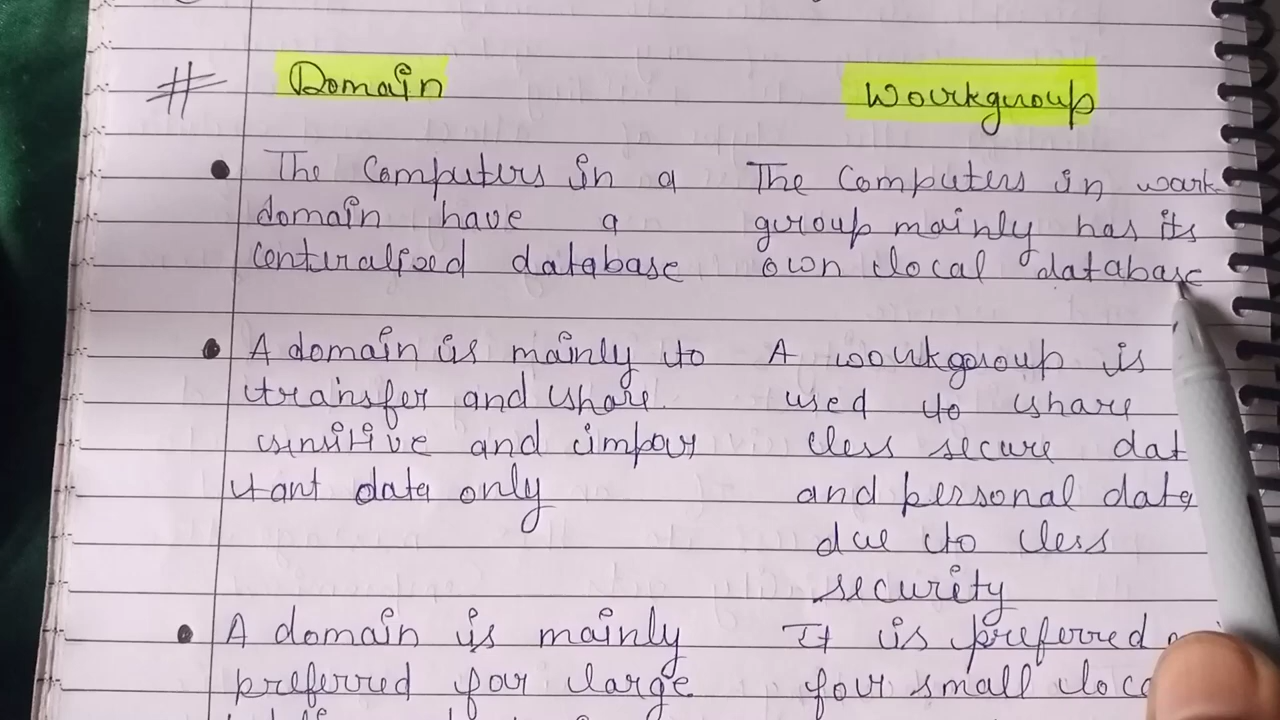 # Domain Workgroup
• The Computers in a The Computers in work
domain have a group mainly has its
Centralised database own local database
• A domain is mainly to A workgroup is
transfer and share used to share
sensitive and impor less secure dat
tant data only and personal data
due to less
security
• A domain is mainly It is preferred
preferred for large for small loca